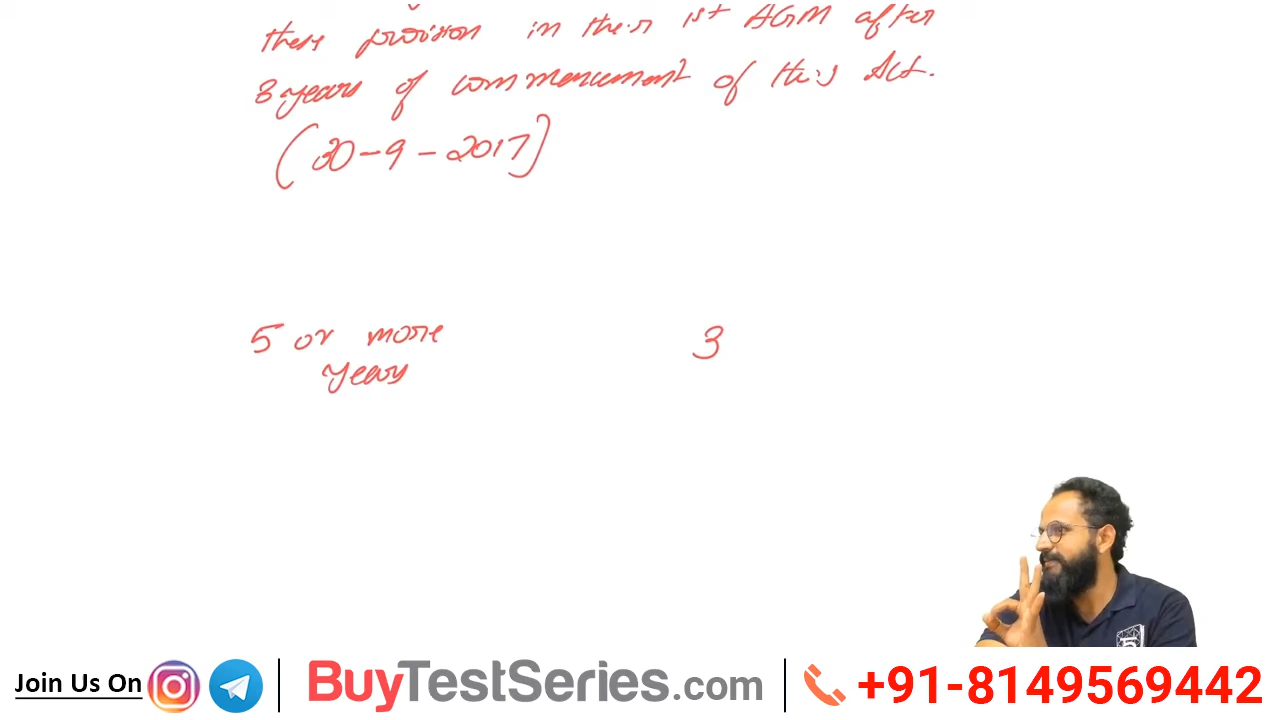 these provision in their 1st AGM after
3 years of commencement of this Act.
(30-9-2017)
5 or more
years
3
Join Us On
BuyTestSeries.com
+91-8149569442